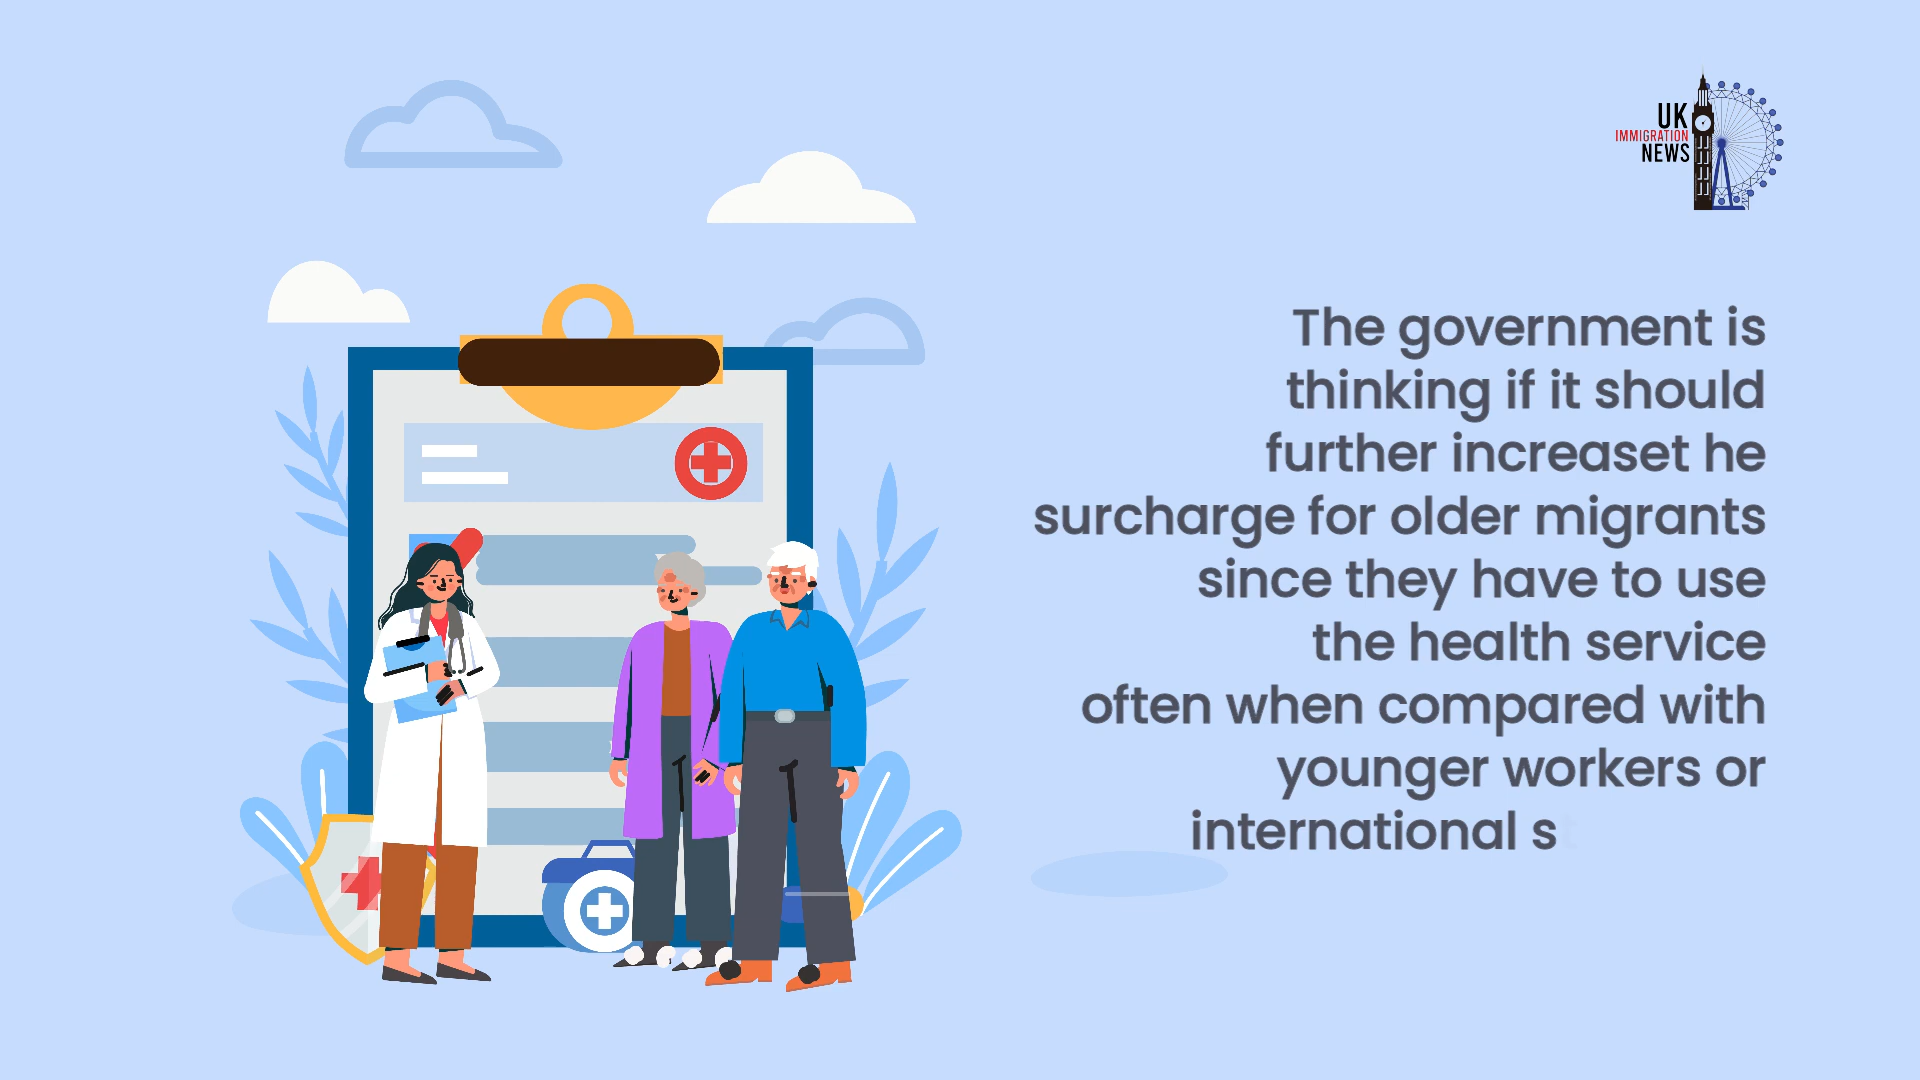 UK
IMMIGRATION
NEWS
The government is
thinking if it should
further increaset he
surcharge for older migrants
since they have to use
the health service
often when compared with
younger workers or
international s